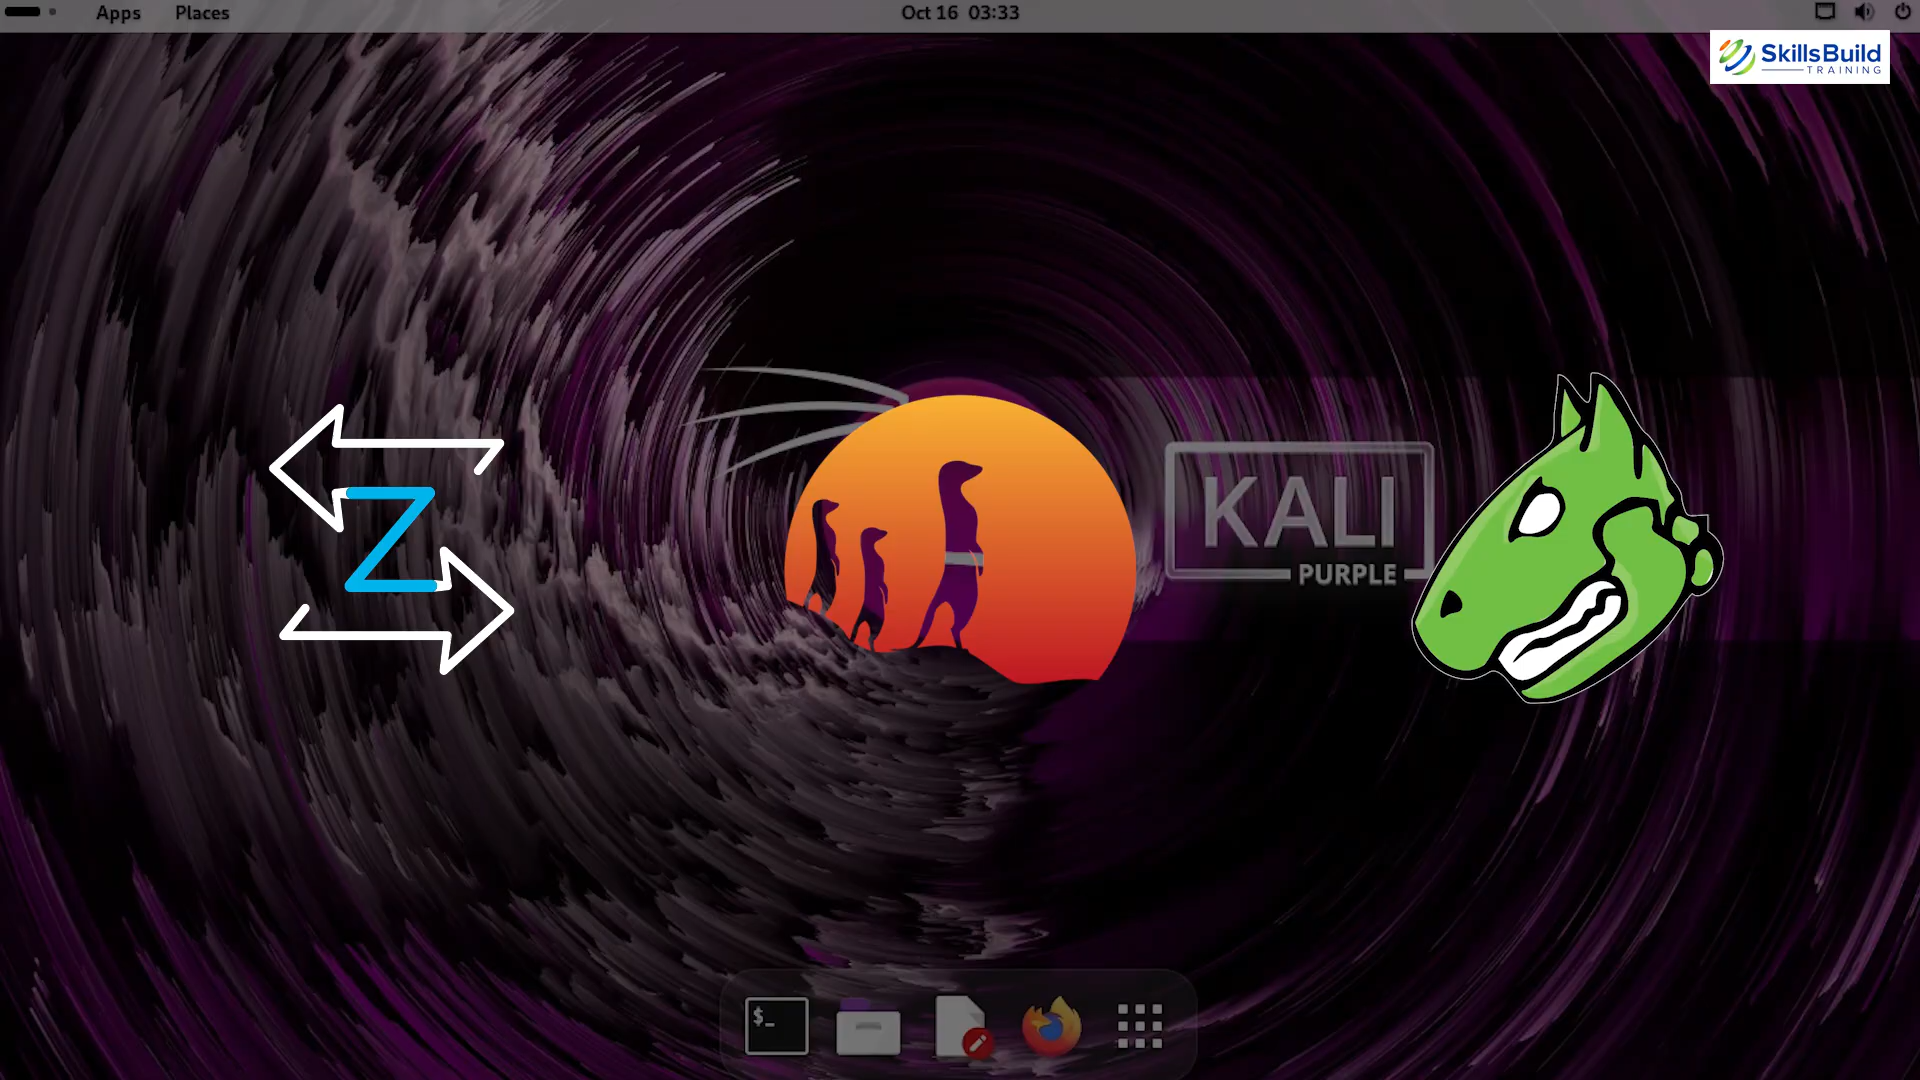 Apps Places Oct 16 03:33
SkillsBuild
TRAINING
Z
KALI
PURPLE
$_